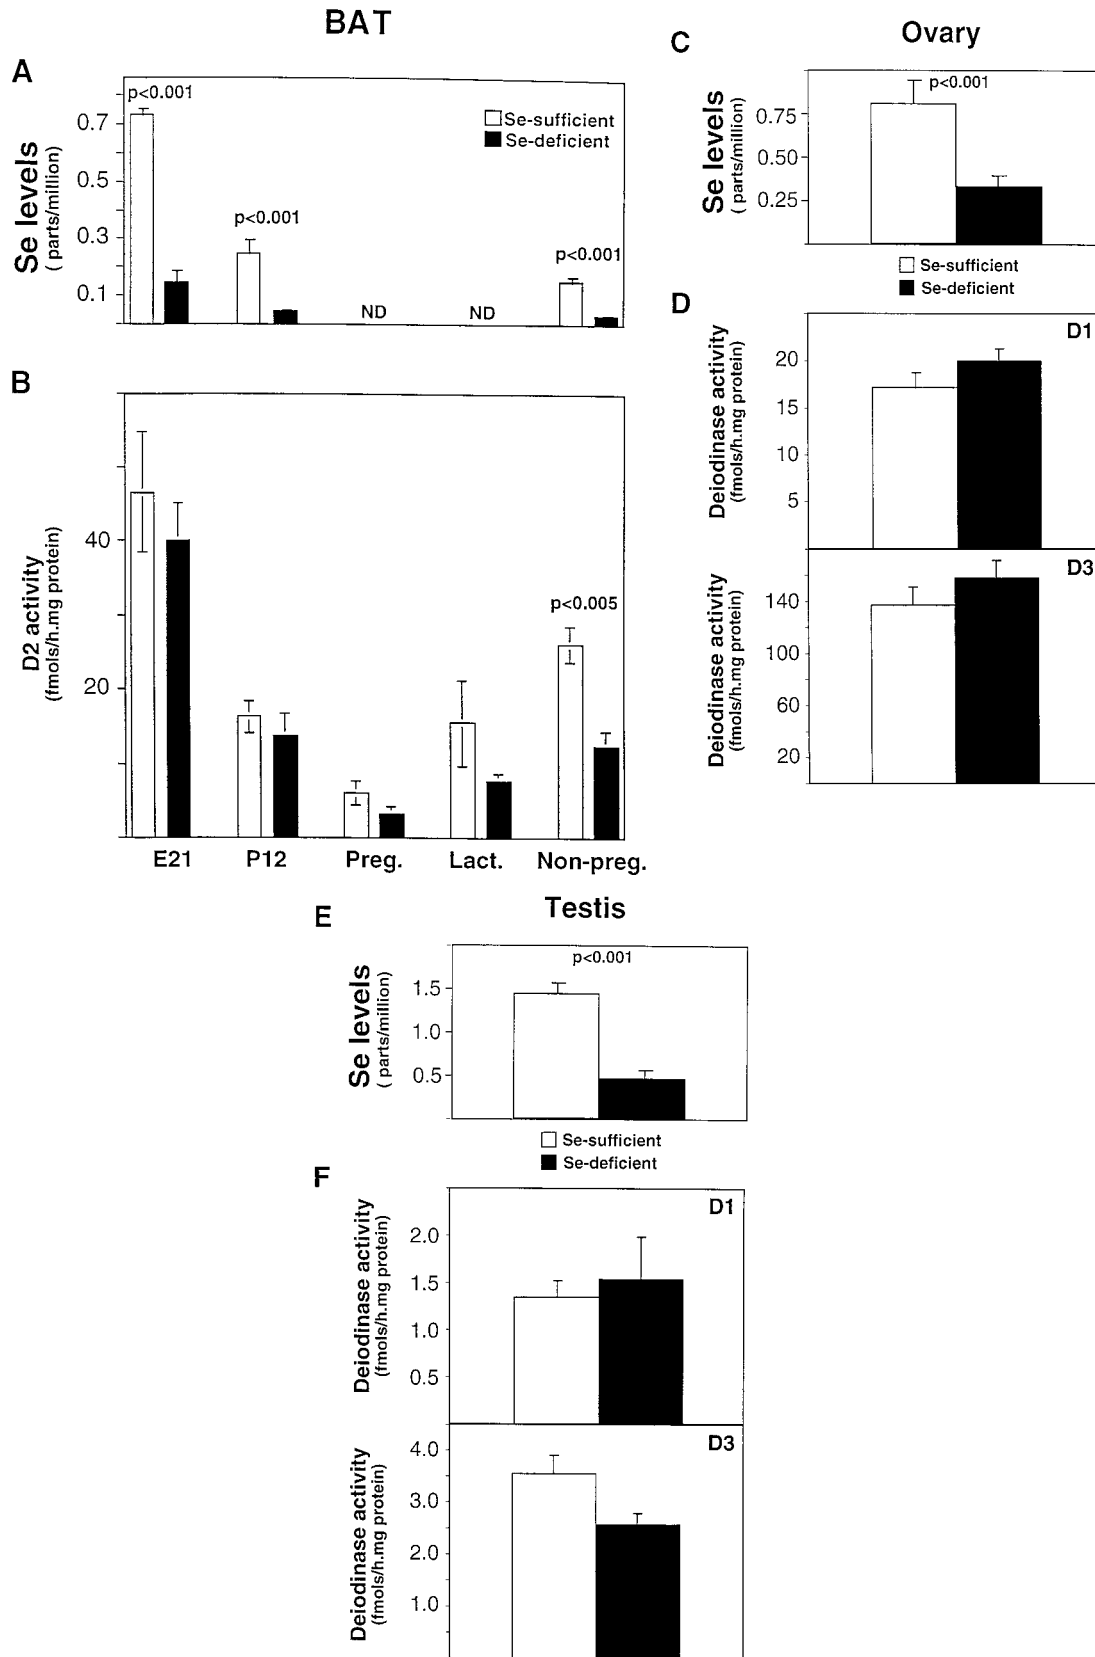 BAT
A
Se levels
( parts/million)
0.7
0.5
0.3
0.1
p<0.001
p<0.001
ND
ND
p<0.001
Se-sufficient
Se-deficient
B
D2 activity
(fmols/h.mg protein)
40
20
p<0.005
E21 P12 Preg. Lact. Non-preg.
Ovary
C
Se levels
( parts/million)
0.75
0.50
0.25
p<0.001
Se-sufficient
Se-deficient
D
D1
Deiodinase activity
(fmols/h.mg protein)
20
15
10
5
D3
Deiodinase activity
(fmols/h.mg protein)
140
100
60
20
Testis
E
Se levels
( parts/million)
1.5
1.0
0.5
p<0.001
Se-sufficient
Se-deficient
F
D1
Deiodinase activity
(fmols/h.mg protein)
2.0
1.5
1.0
0.5
D3
Deiodinase activity
(fmols/h.mg protein)
4.0
3.0
2.0
1.0